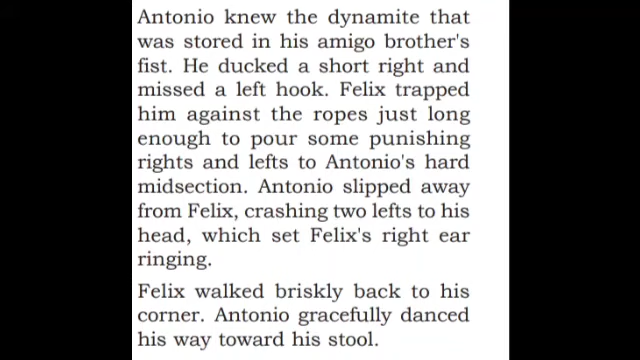 Antonio knew the dynamite that
was stored in his amigo brother's
fist. He ducked a short right and
missed a left hook. Felix trapped
him against the ropes just long
enough to pour some punishing
rights and lefts to Antonio's hard
midsection. Antonio slipped away
from Felix, crashing two lefts to his
head, which set Felix's right ear
ringing.
Felix walked briskly back to his
corner. Antonio gracefully danced
his way toward his stool.